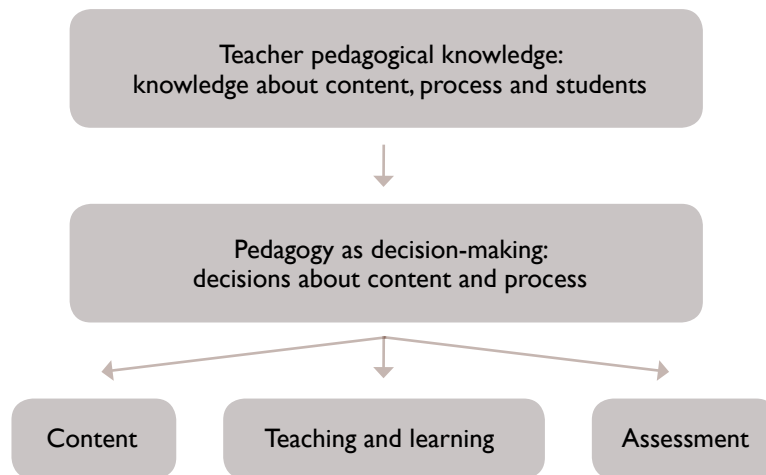 Teacher pedagogical knowledge:
knowledge about content, process and students
Pedagogy as decision-making:
decisions about content and process
Content
Teaching and learning
Assessment